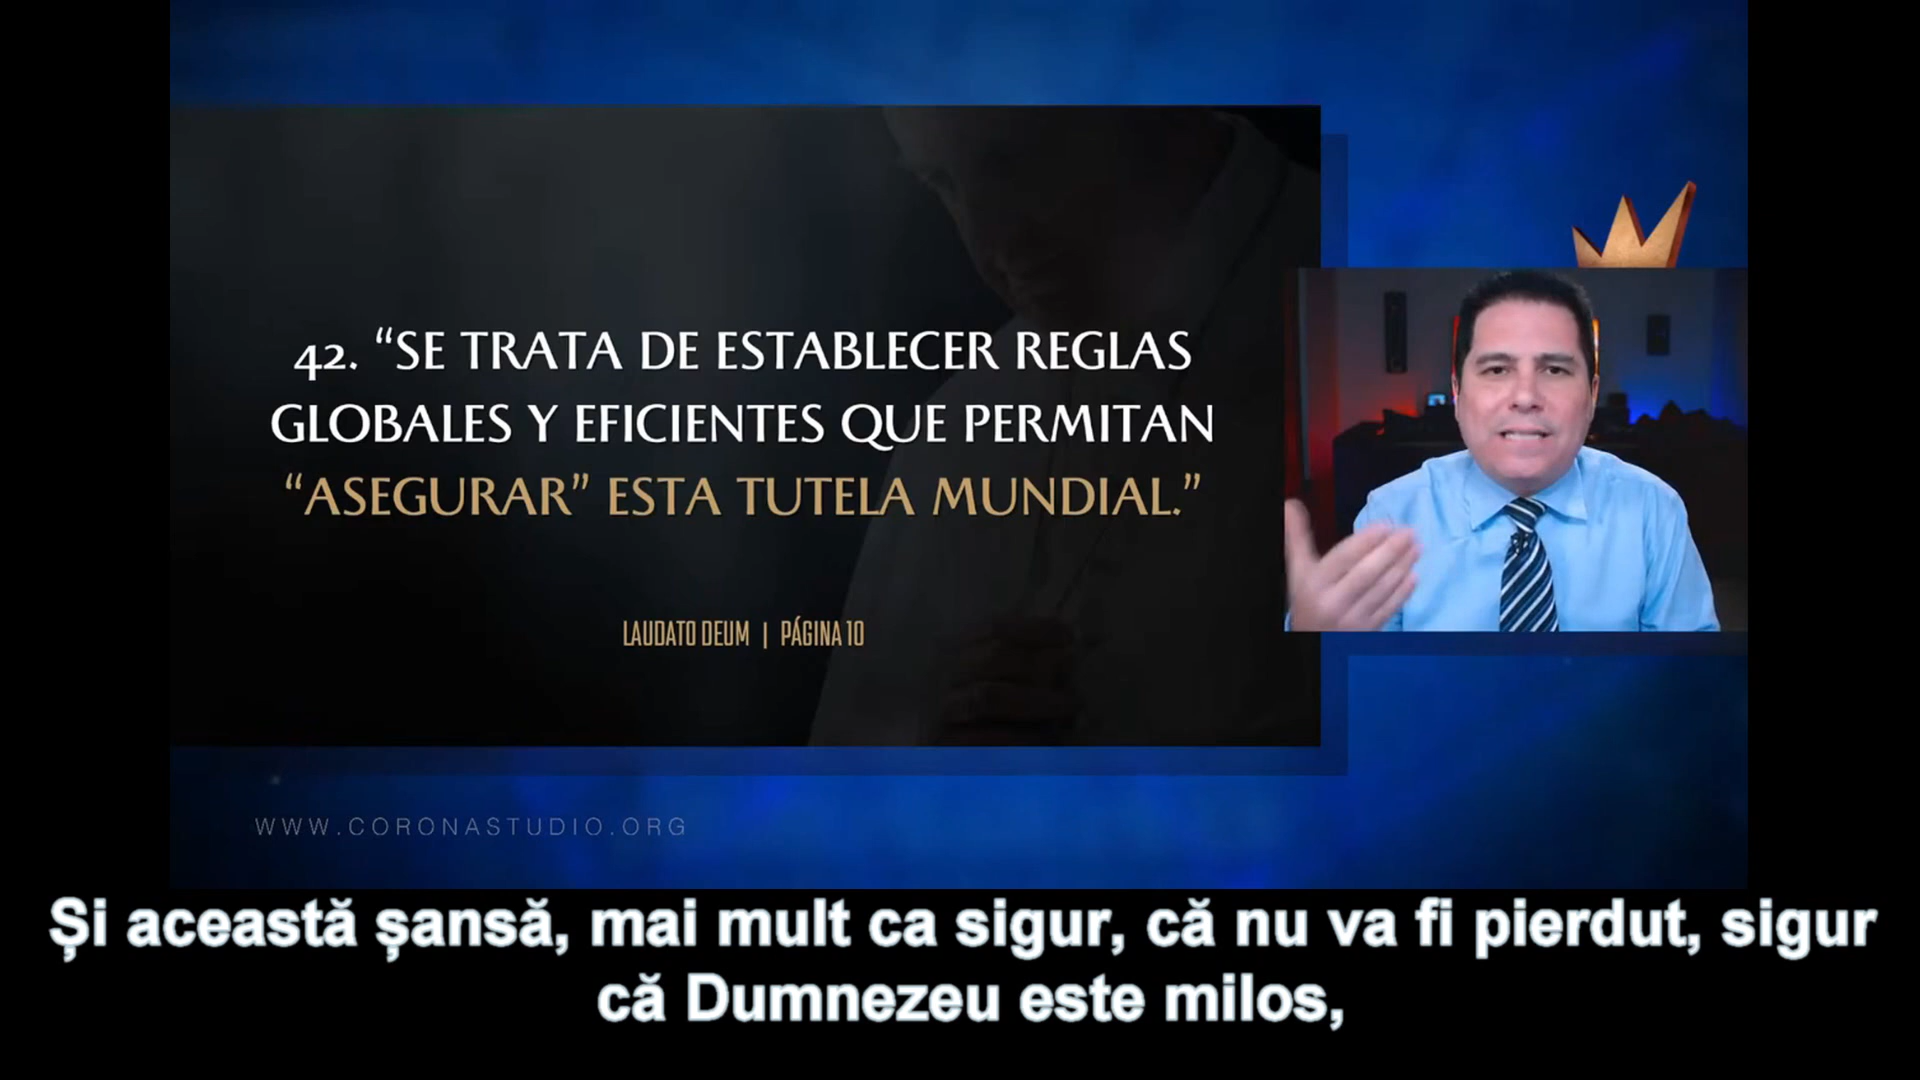 42. “SE TRATA DE ESTABLECER REGLAS
GLOBALES Y EFICIENTES QUE PERMITAN
“ASEGURAR” ESTA TUTELA MUNDIAL.”
LAUDATO DEUM | PÁGINA 10
WWW.CORONASTUDIO.ORG
Și această șansă, mai mult ca sigur, că nu va fi pierdut, sigur
că Dumnezeu este milos,